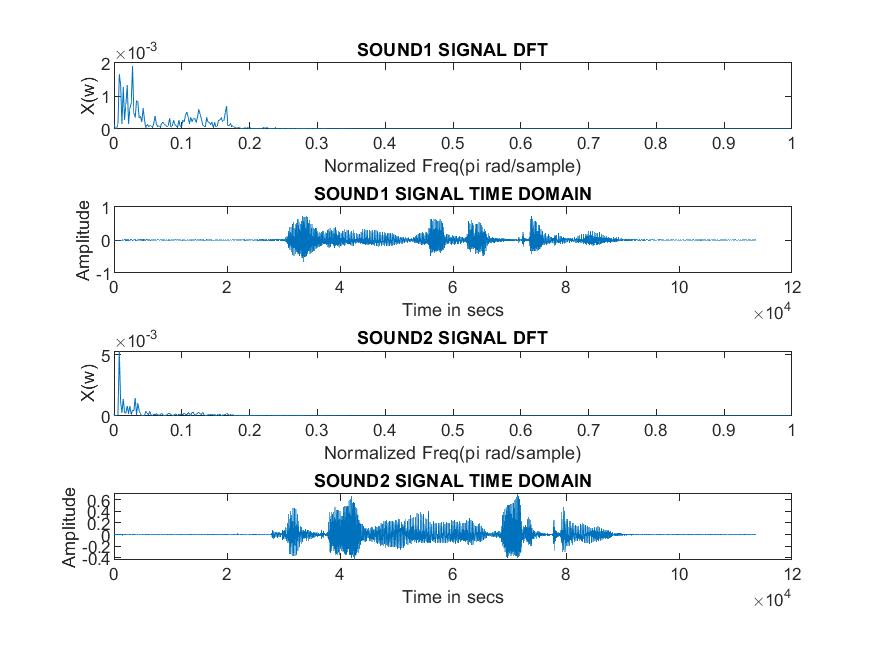 SOUND1 SIGNAL DFT
×10-3
2
1
0
X(w)
0 0.1 0.2 0.3 0.4 0.5 0.6 0.7 0.8 0.9 1
Normalized Freq(pi rad/sample)
SOUND1 SIGNAL TIME DOMAIN
1
0
-1
Amplitude
0 2 4 6 8 10 12
Time in secs
×104
SOUND2 SIGNAL DFT
×10-3
5
0
X(w)
0 0.1 0.2 0.3 0.4 0.5 0.6 0.7 0.8 0.9 1
Normalized Freq(pi rad/sample)
SOUND2 SIGNAL TIME DOMAIN
0.6
0.4
0.2
0
-0.2
-0.4
Amplitude
0 2 4 6 8 10 12
Time in secs
×104